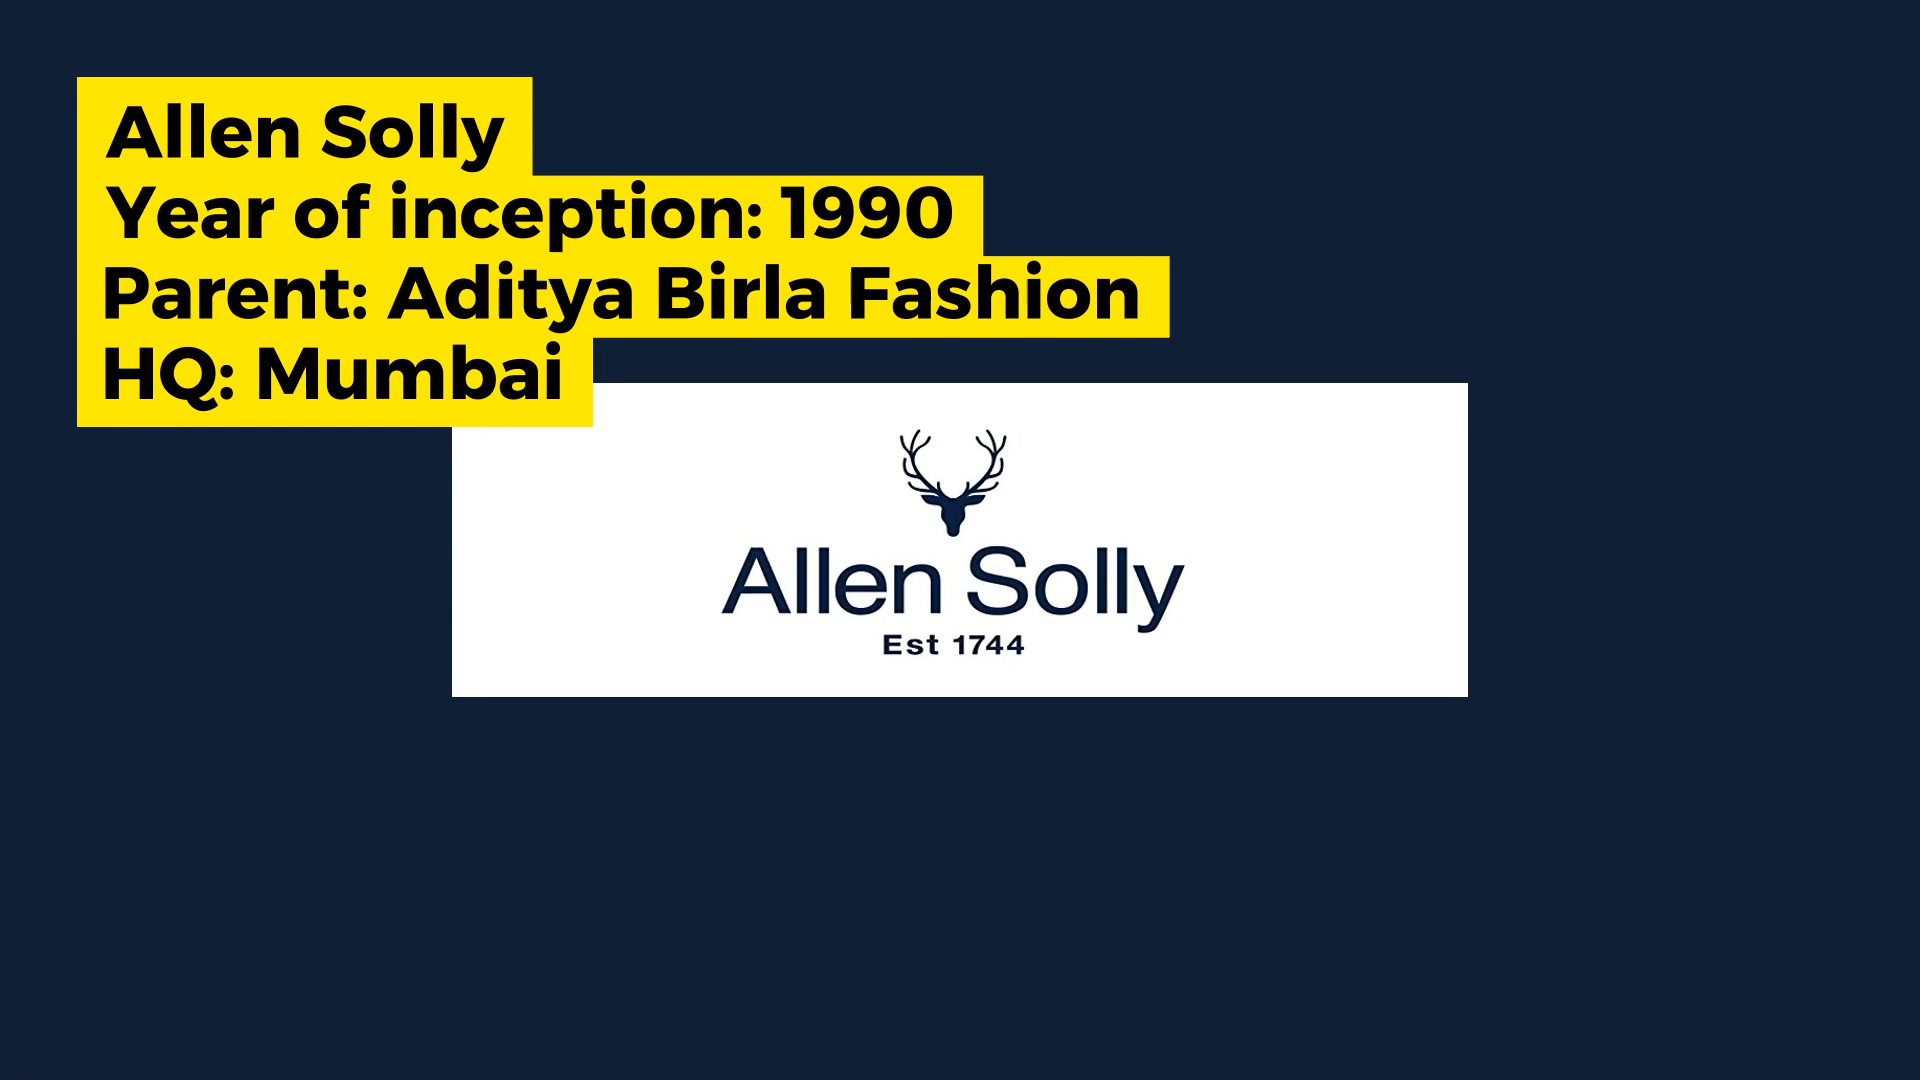 Allen Solly
Year of inception: 1990
Parent: Aditya Birla Fashion
HQ: Mumbai
Allen Solly
Est 1744